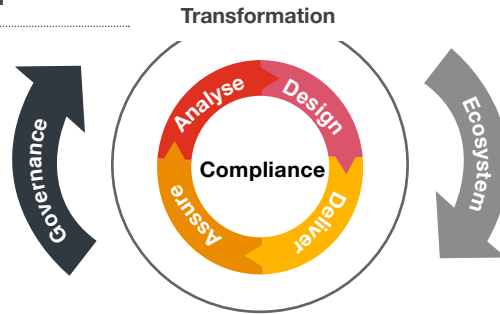 Transformation
Analyse
Design
Governance
Compliance
Ecosystem
Assure
Deliver